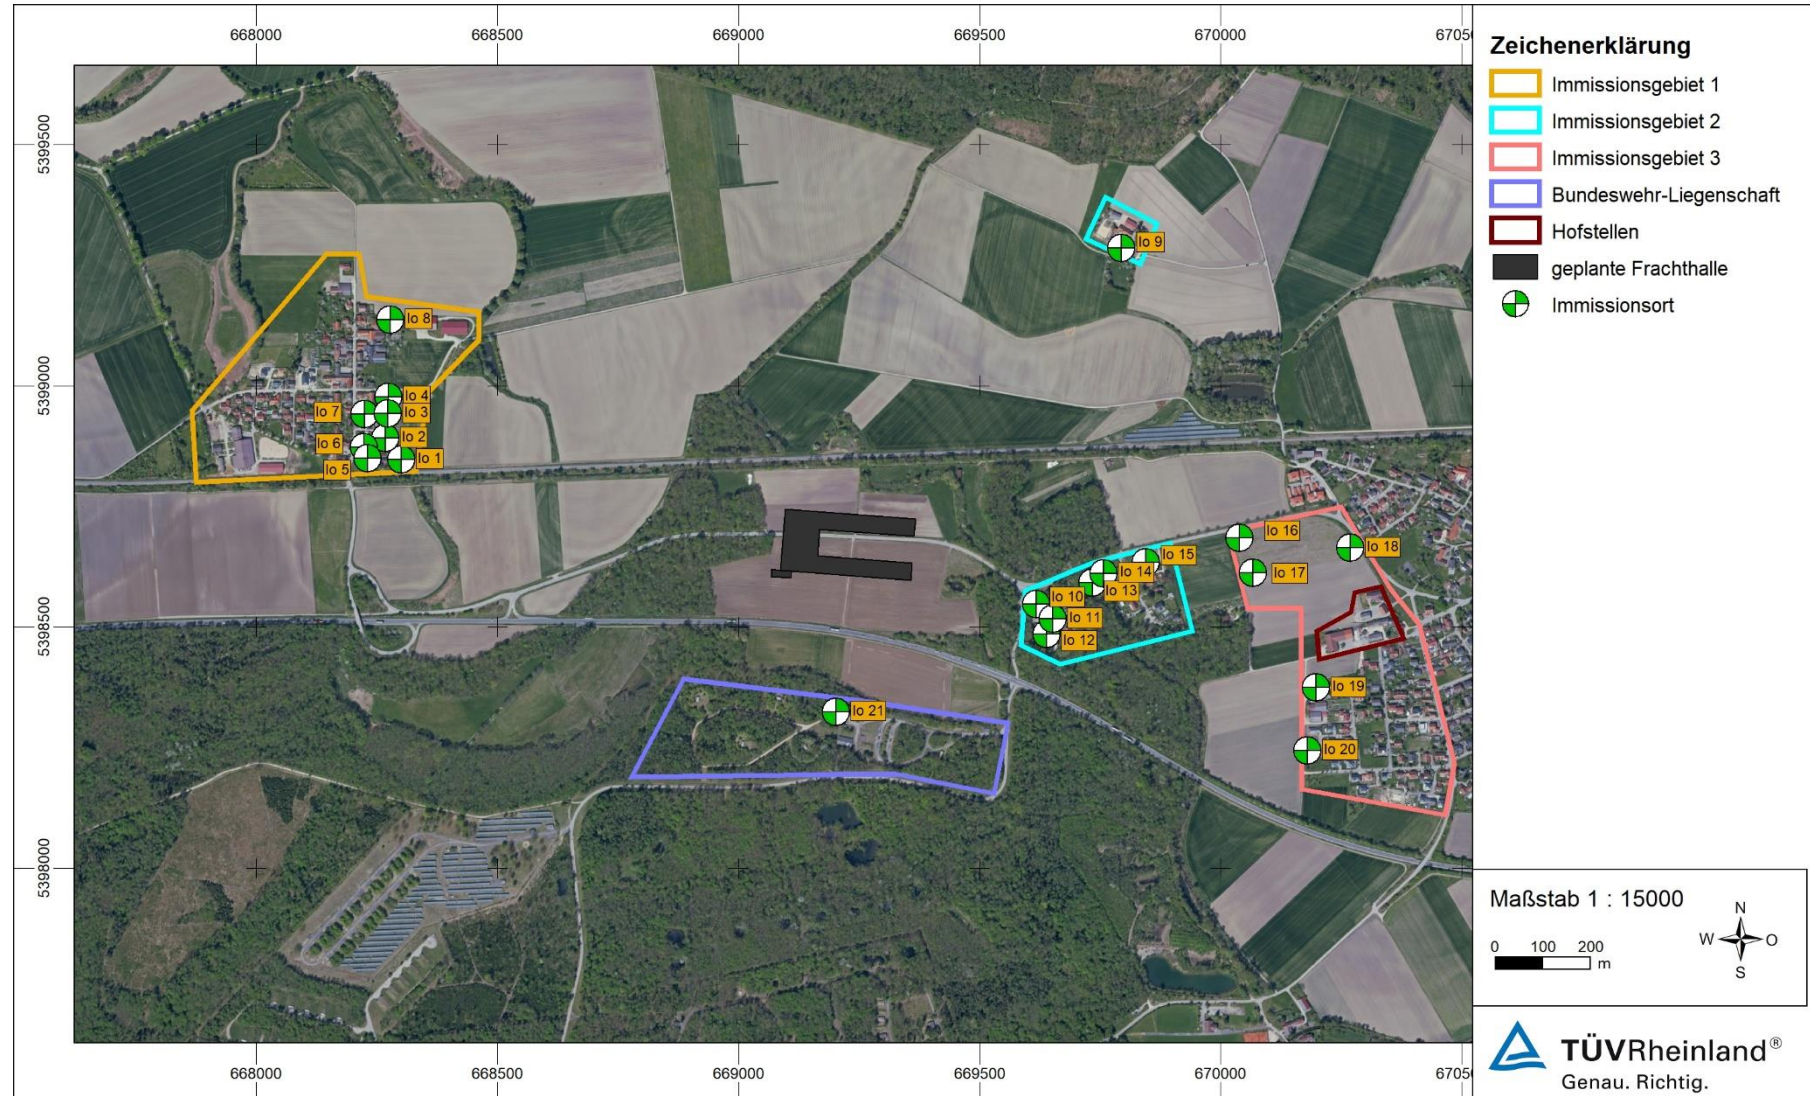 668000 668500 669000 669500 670000 6705
5399500
5399000
5398500
5398000
Io 9
Io 8
Io 4
Io 7
Io 3
Io 6
Io 2
Io 5
Io 1
Io 16
Io 18
Io 15
Io 14
Io 17
Io 13
Io 10
Io 11
Io 12
Io 19
Io 21
Io 20
668000 668500 669000 669500 670000 6705
Zeichenerklärung
Immissionsgebiet 1
Immissionsgebiet 2
Immissionsgebiet 3
Bundeswehr-Liegenschaft
Hofstellen
geplante Frachthalle
Immissionsort
Maßstab 1 : 15000
0 100 200
m
N
W O
S
TÜVRheinland®
Genau. Richtig.